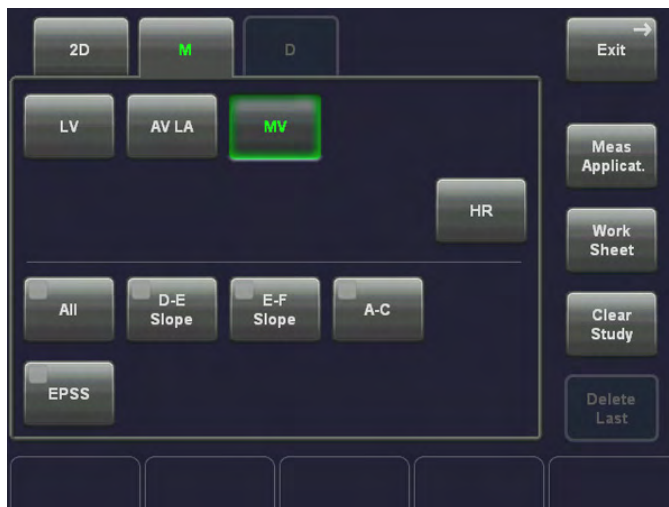 2D
M
D
Exit
LV
AV LA
MV
Meas
Applicat.
HR
Work
Sheet
All
D-E
Slope
E-F
Slope
A-C
Clear
Study
EPSS
Delete
Last